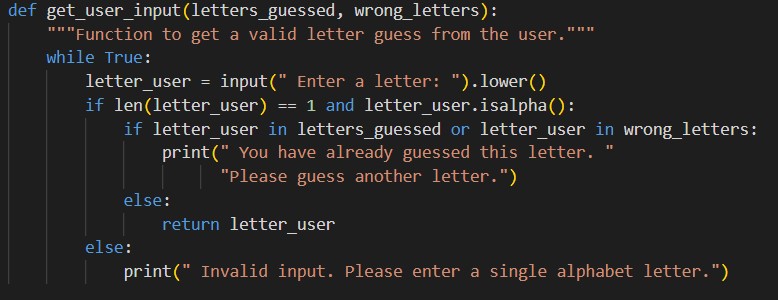 def get_user_input(letters_guessed, wrong_letters):
    """Function to get a valid letter guess from the user."""
    while True:
        letter_user = input(" Enter a letter: ").lower()
        if len(letter_user) == 1 and letter_user.isalpha():
            if letter_user in letters_guessed or letter_user in wrong_letters:
                print(" You have already guessed this letter. "
                      "Please guess another letter.")
            else:
                return letter_user
        else:
            print(" Invalid input. Please enter a single alphabet letter.")